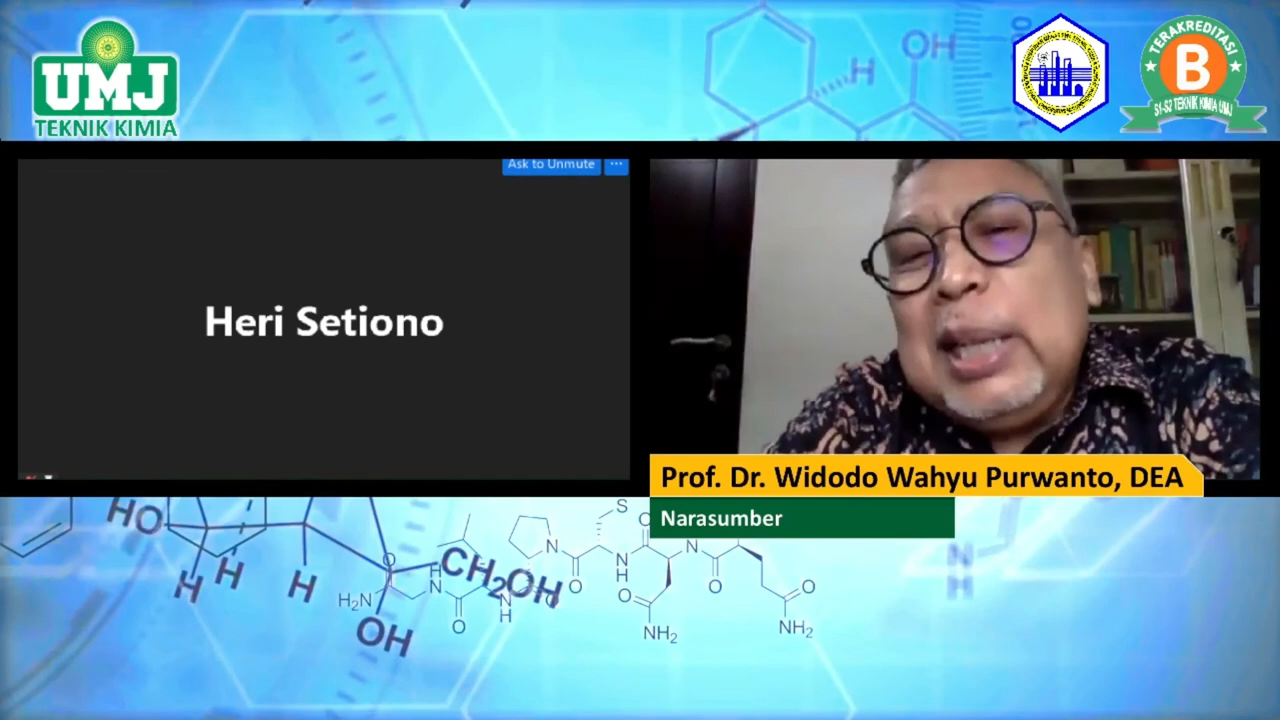 UMJ
TEKNIK KIMIA
TERAKREDITASI
B
S1-S2 TEKNIK KIMIA UMJ
OH
H
Ask to Unmute
Heri Setiono
Prof. Dr. Widodo Wahyu Purwanto, DEA
Narasumber
HO
H
H
H
CH₂OH
OH
H₂N
O
H
N
O
N
H
N
O
S
N
H
O
O
NH₂
N
O
O
NH₂